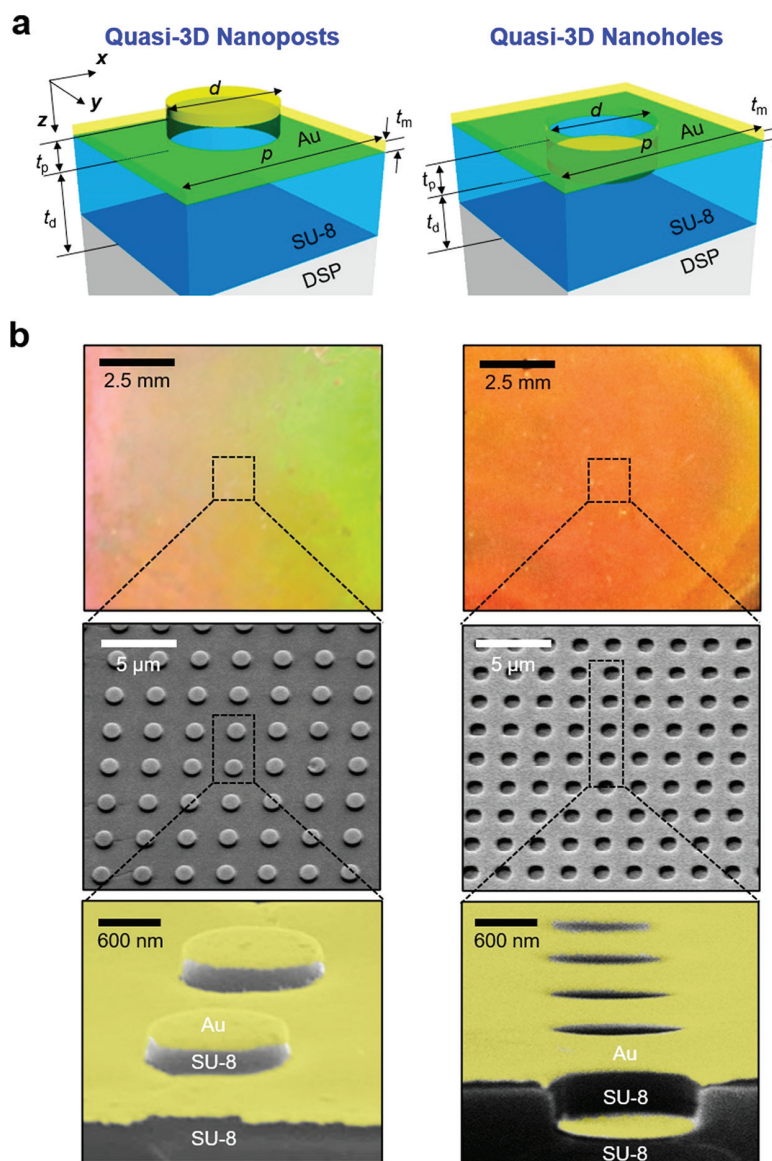 a
Quasi-3D Nanoposts
Quasi-3D Nanoholes
x
y
z
d
p
Au
tm
tp
td
SU-8
DSP
d
p
Au
tm
tp
td
SU-8
DSP
b
2.5 mm
2.5 mm
5 μm
5 μm
600 nm
Au
SU-8
SU-8
600 nm
Au
SU-8
SU-8